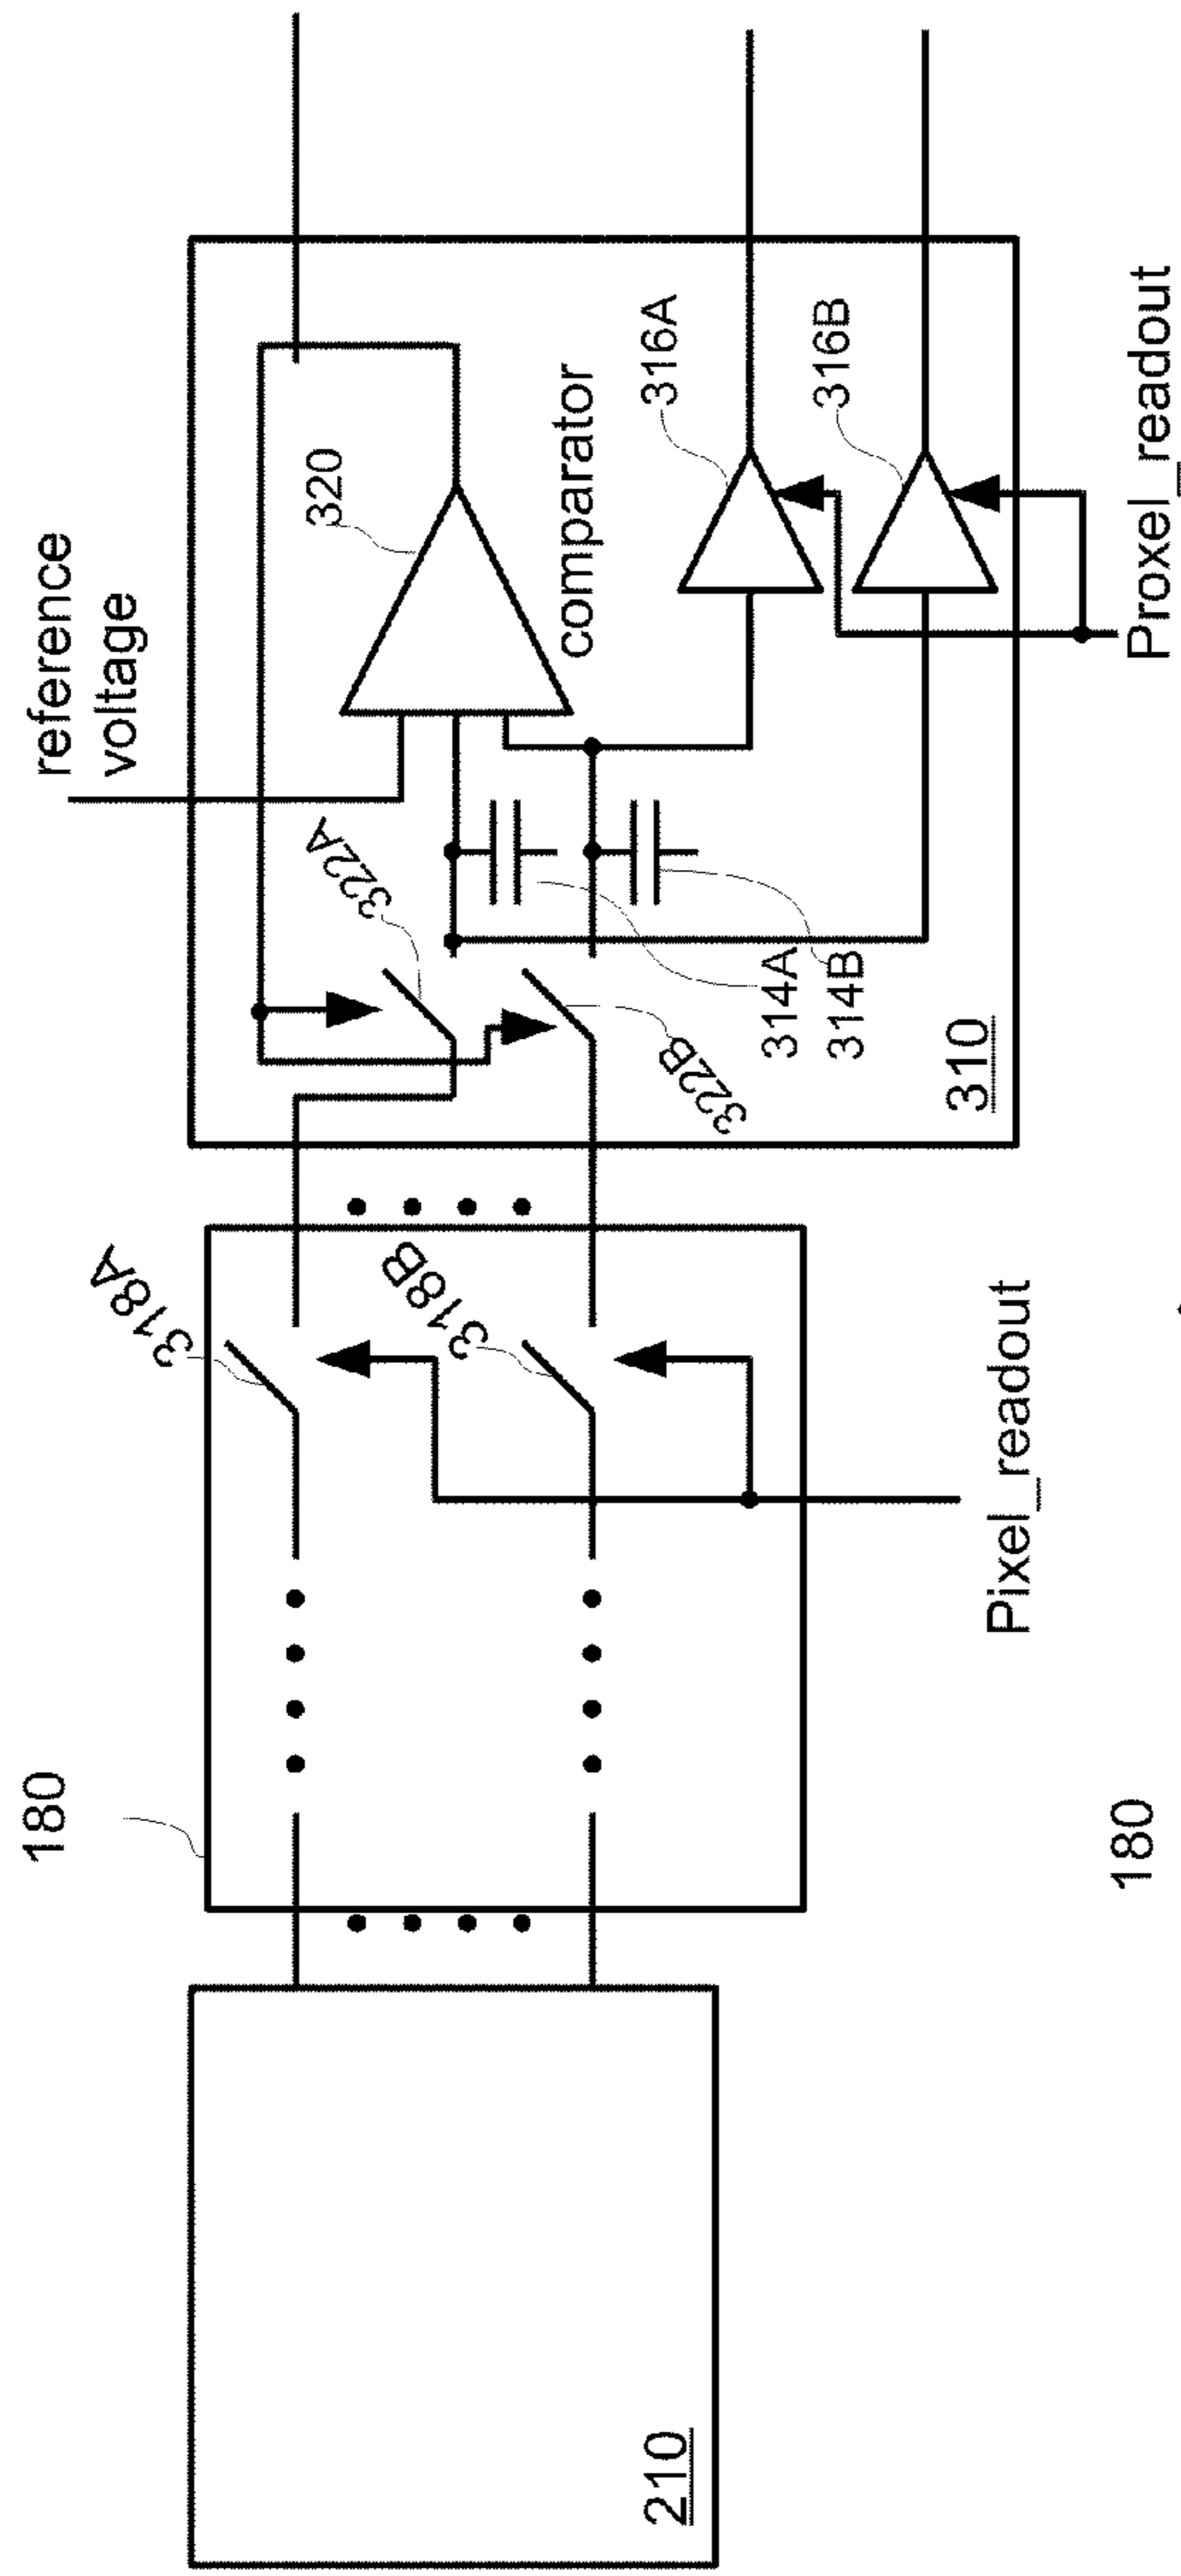 reference
voltage
320
comparator
322A
322B
314A
314B
316A
316B
310
Proxel_readout
318A
318B
180
Pixel_readout
210
180